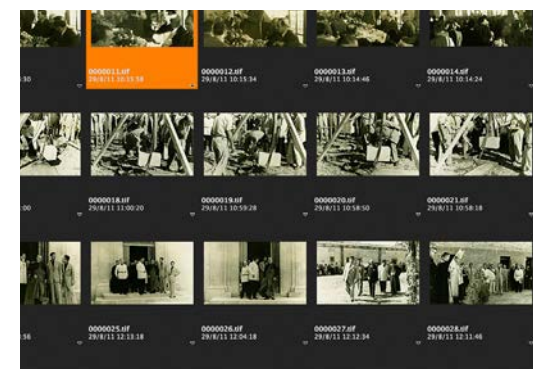 :30
0000011.tif
29/8/11 10:15:59
0000012.tif
29/8/11 10:15:34
0000013.tif
29/8/11 10:14:46
0000014.tif
29/8/11 10:14:24
:00
0000018.tif
29/8/11 11:00:20
0000019.tif
29/8/11 10:59:28
0000020.tif
29/8/11 10:58:50
0000021.tif
29/8/11 10:58:18
:56
0000025.tif
29/8/11 12:13:18
0000026.tif
29/8/11 12:04:18
0000027.tif
29/8/11 12:12:34
0000028.tif
29/8/11 12:11:46